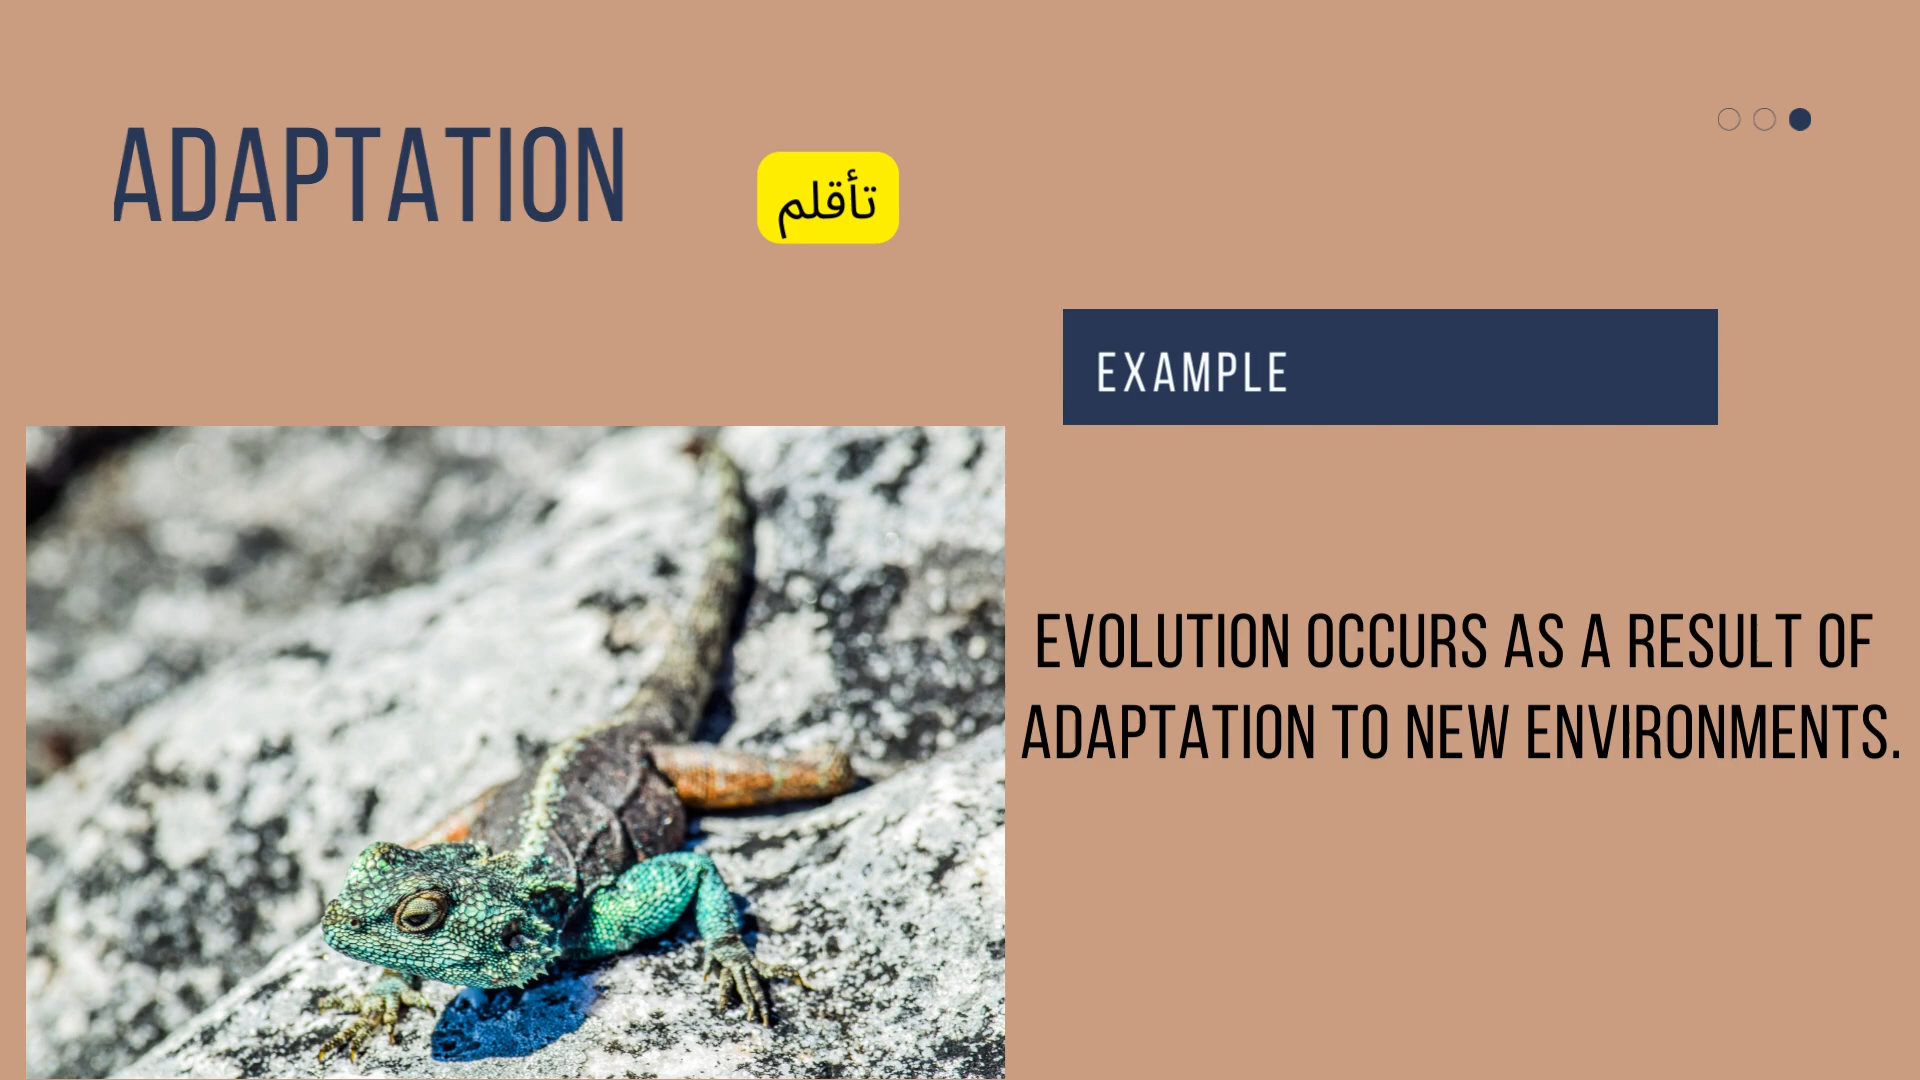 ADAPTATION
تأقلم
EXAMPLE
EVOLUTION OCCURS AS A RESULT OF
ADAPTATION TO NEW ENVIRONMENTS.